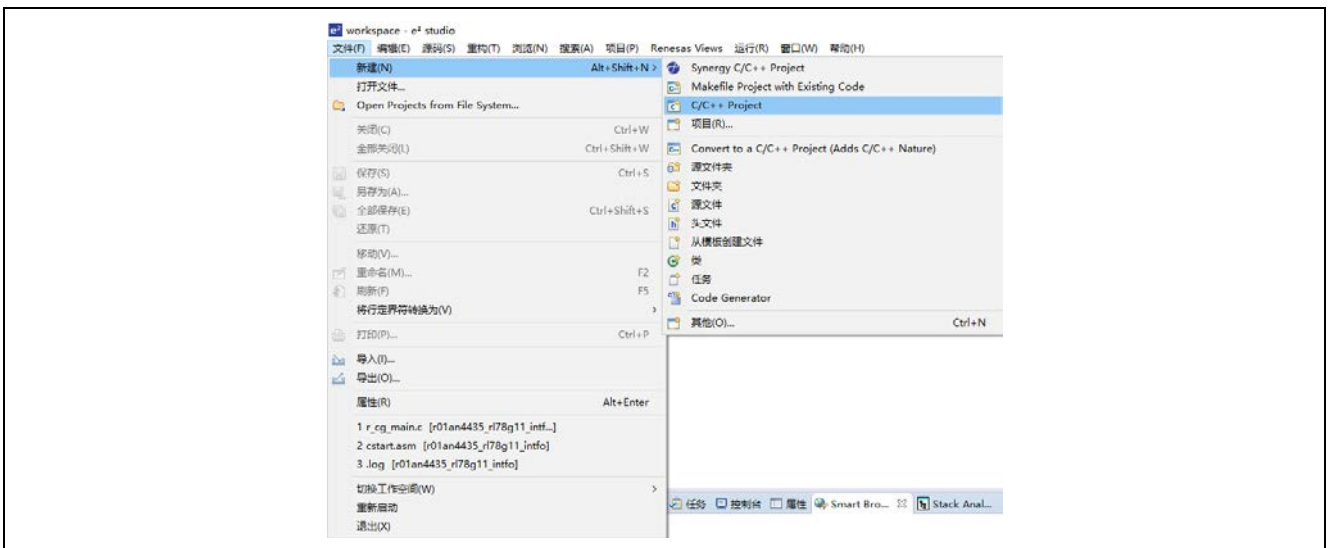 workspace - e² studio
文件(F) 编辑(E) 源码(S) 重构(T) 浏览(N) 搜索(A) 项目(P) Renesas Views 运行(R) 窗口(W) 帮助(H)
新建(N) Alt+Shift+N >
打开文件...
Open Projects from File System...
关闭(C) Ctrl+W
全部关闭(L) Ctrl+Shift+W
保存(S) Ctrl+S
另存为(A)...
全部保存(E) Ctrl+Shift+S
还原(T)
移动(V)...
重命名(M)... F2
刷新(F) F5
将行定界符转换为(V) >
打印(P)... Ctrl+P
导入(I)...
导出(O)...
属性(R) Alt+Enter
1 r_cg_main.c [r01an4435_rl78g11_intf...]
2 cstart.asm [r01an4435_rl78g11_intfo]
3 .log [r01an4435_rl78g11_intfo]
切换工作空间(W) >
重新启动
退出(X)
Synergy C/C++ Project
Makefile Project with Existing Code
C/C++ Project
项目(R)...
Convert to a C/C++ Project (Adds C/C++ Nature)
源文件夹
文件夹
源文件
头文件
从模板创建文件
类
任务
Code Generator
其他(O)... Ctrl+N
任务 控制台 属性 Smart Bro... Stack Anal...